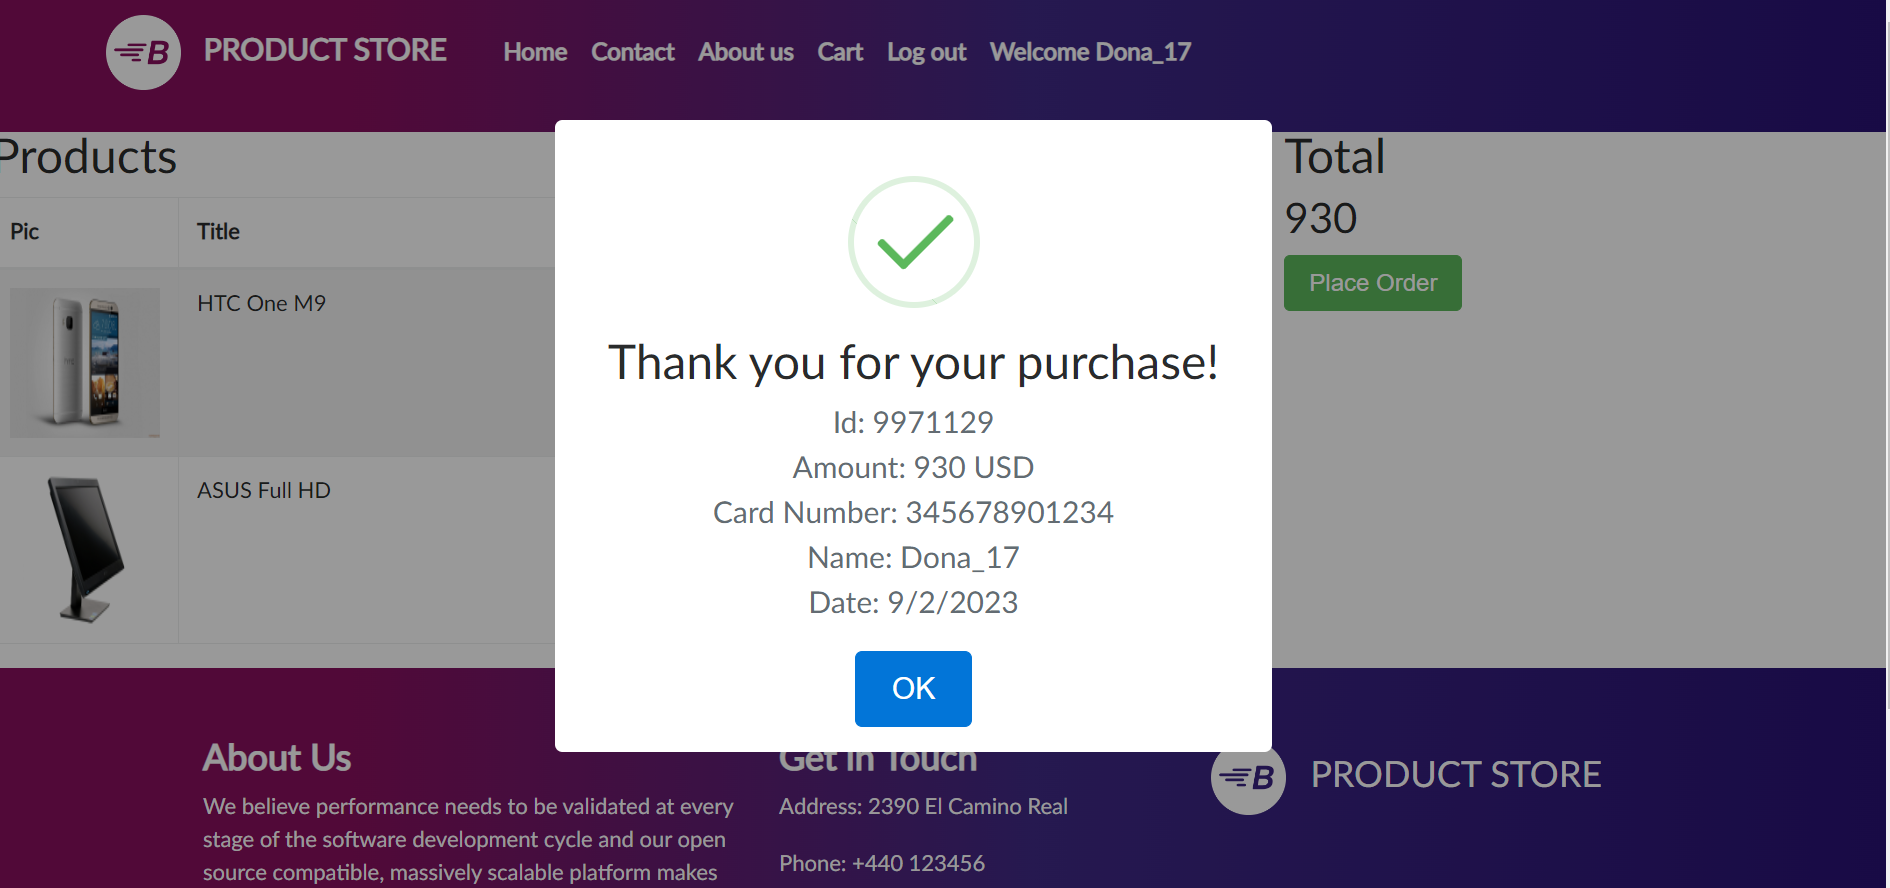 B PRODUCT STORE Home Contact About us Cart Log out Welcome Dona_17
Products
Pic Title
HTC One M9
ASUS Full HD
Total
930
Place Order
Thank you for your purchase!
Id: 9971129
Amount: 930 USD
Card Number: 345678901234
Name: Dona_17
Date: 9/2/2023
OK
About Us
We believe performance needs to be validated at every
stage of the software development cycle and our open
source compatible, massively scalable platform makes
Get in Touch
Address: 2390 El Camino Real
Phone: +440 123456
B PRODUCT STORE